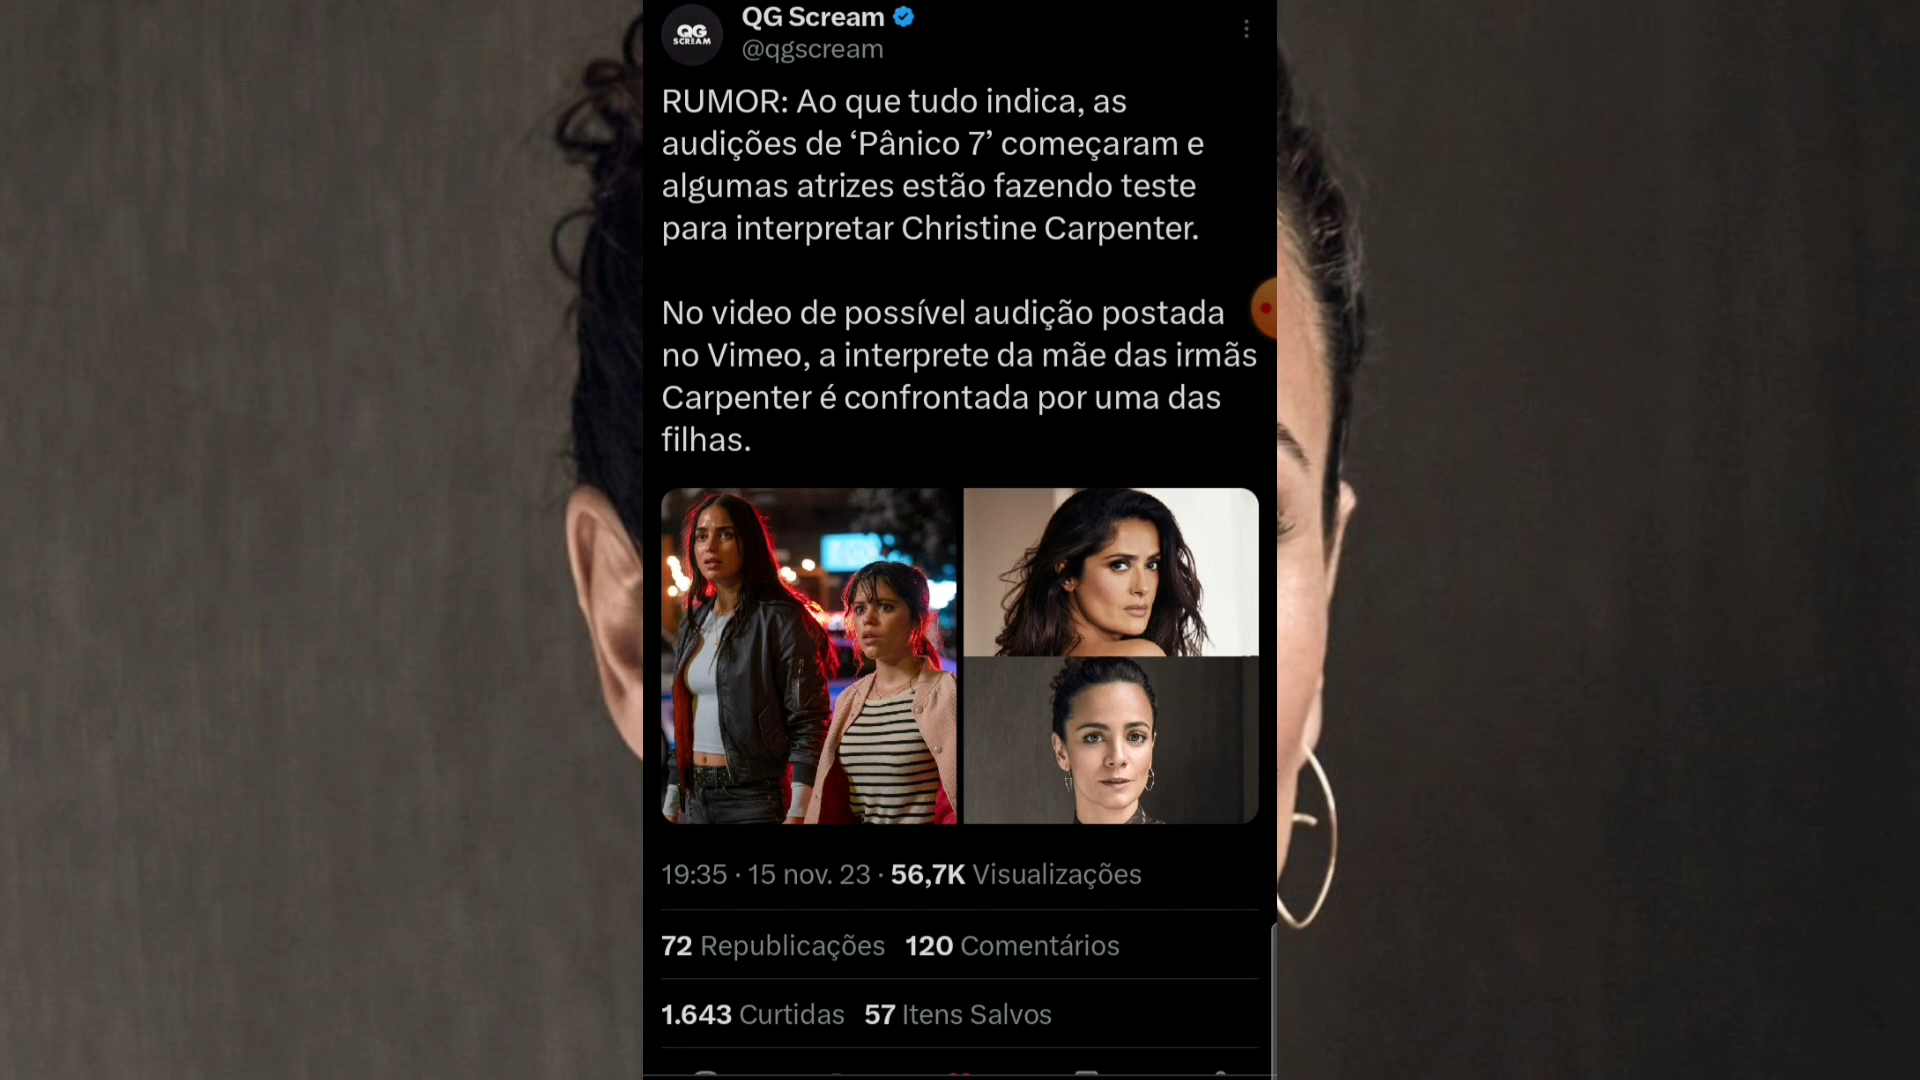 QG Scream
@qgscream
QG
SCREAM
RUMOR: Ao que tudo indica, as
audições de ‘Pânico 7’ começaram e
algumas atrizes estão fazendo teste
para interpretar Christine Carpenter.
No video de possível audição postada
no Vimeo, a interprete da mãe das irmãs
Carpenter é confrontada por uma das
filhas.
19:35 · 15 nov. 23 · 56,7K Visualizações
72 Republicações 120 Comentários
1.643 Curtidas 57 Itens Salvos